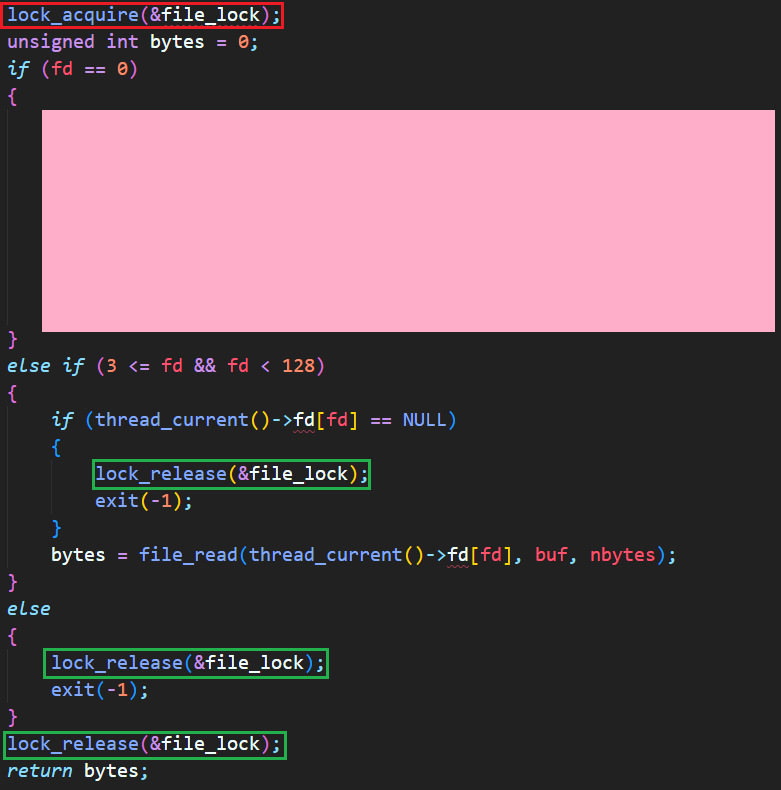 lock_acquire(&file_lock);
unsigned int bytes = 0;
if (fd == 0)
{
}
else if (3 <= fd && fd < 128)
{
if (thread_current()->fd[fd] == NULL)
{
lock_release(&file_lock);
exit(-1);
}
bytes = file_read(thread_current()->fd[fd], buf, nbytes);
}
else
{
lock_release(&file_lock);
exit(-1);
}
lock_release(&file_lock);
return bytes;